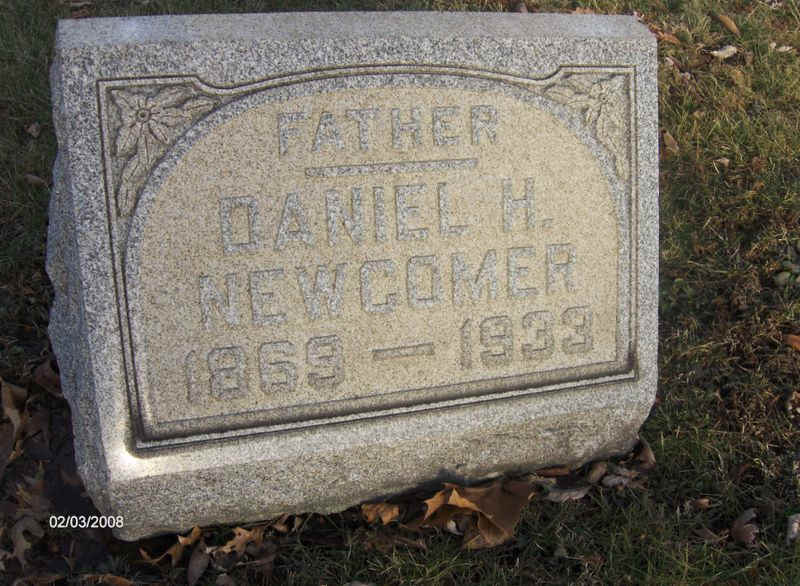 FATHER
DANIEL H.
NEWCOMER
1869 — 1933
02/03/2008